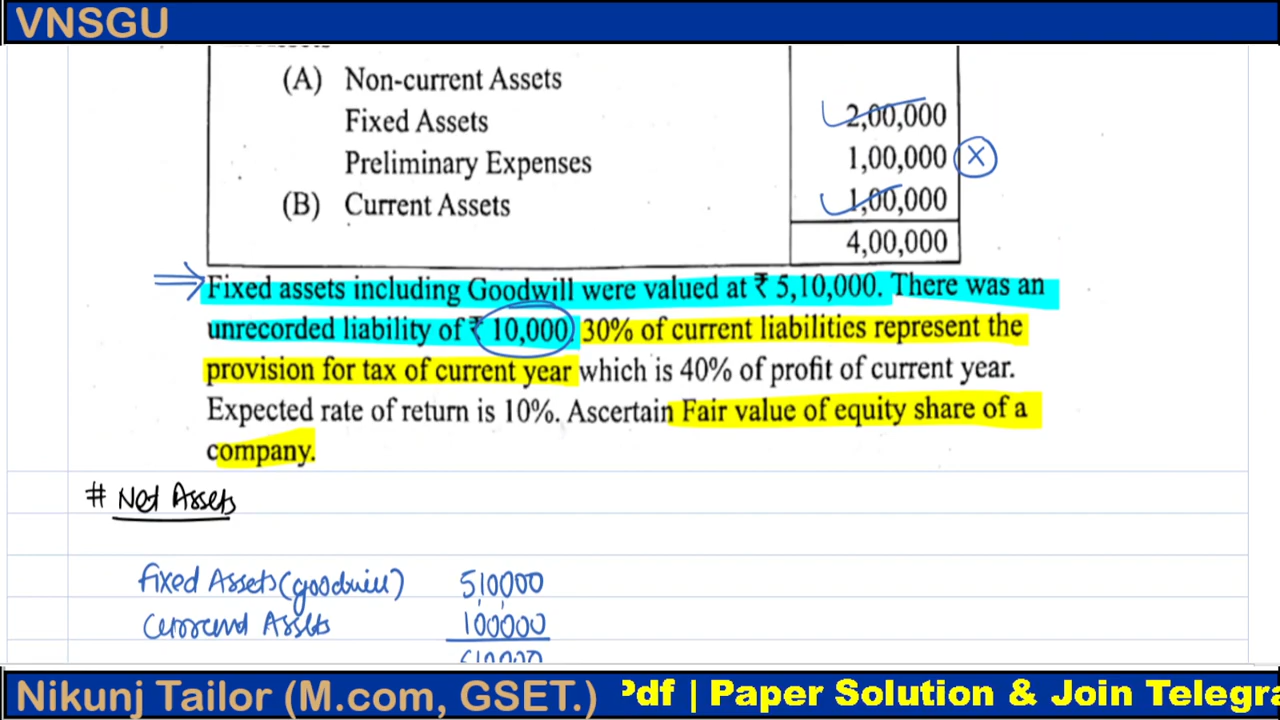 VNSGU
(A) Non-current Assets
Fixed Assets 2,00,000
Preliminary Expenses 1,00,000 X
(B) Current Assets 1,00,000
4,00,000
Fixed assets including Goodwill were valued at ₹ 5,10,000. There was an
unrecorded liability of ₹ 10,000. 30% of current liabilities represent the
provision for tax of current year which is 40% of profit of current year.
Expected rate of return is 10%. Ascertain Fair value of equity share of a
company.
# Net Assets
Fixed Assets (goodwill) 510000
Current Assets 100000
610000
Nikunj Tailor (M.com, GSET.) Pdf | Paper Solution & Join Telegra